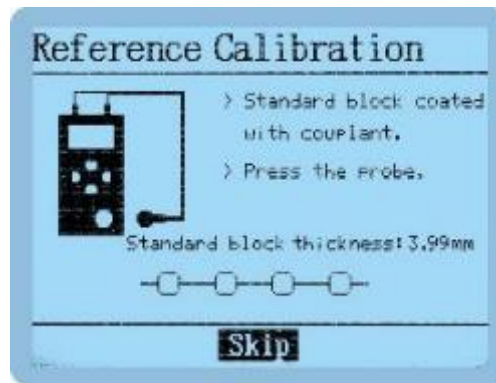 Reference Calibration
> Standard block coated
with couplant.
> Press the probe.
Standard block thickness:3.99mm
Skip